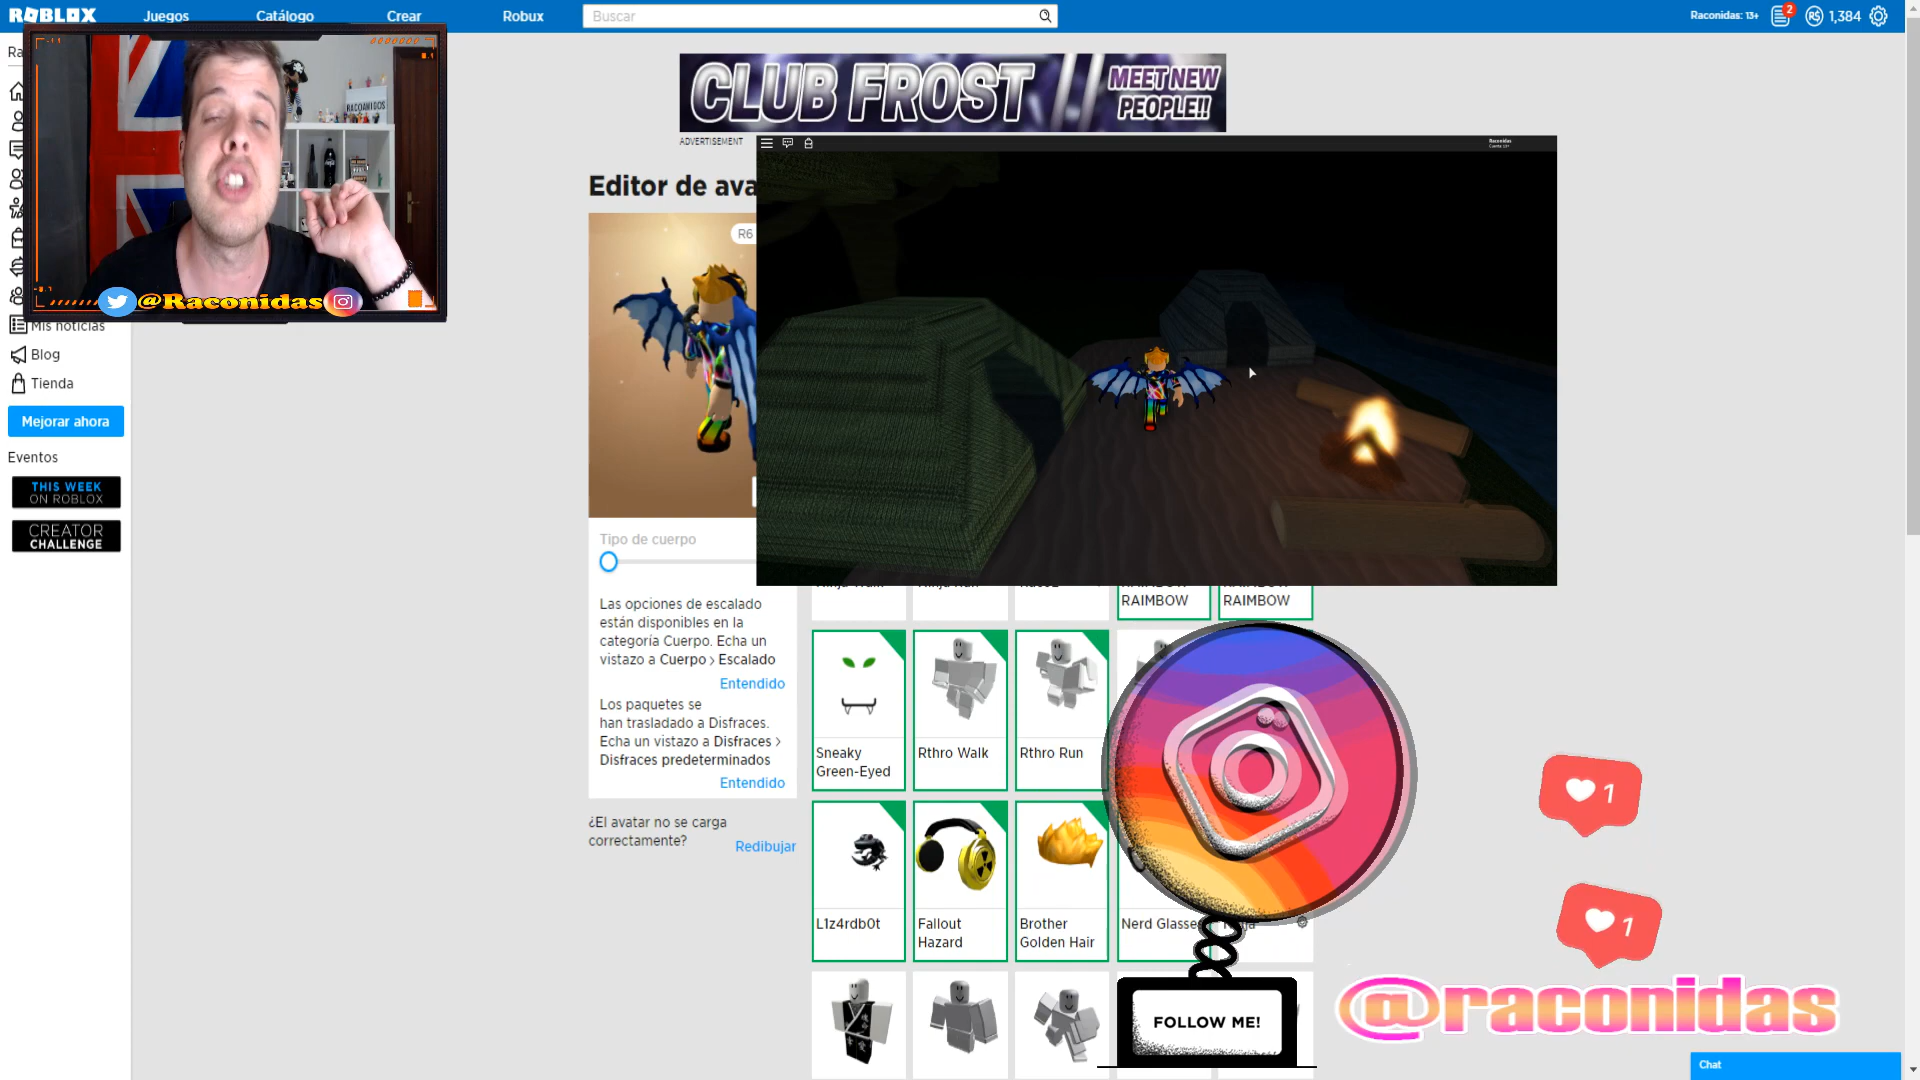 ROBLOX
Juegos
Catálogo
Crear
Robux
Buscar
Raconidas: 13+
2
1,384
Ra
RACOAMIGOS
@Raconidas
CLUB FROST // MEET NEW
PEOPLE!!
ADVERTISEMENT
Raconidas
Editor de ava
R6
Mis noticias
Blog
Tienda
Mejorar ahora
Eventos
THIS WEEK
ON ROBLOX
CREATOR
CHALLENGE
Tipo de cuerpo
Las opciones de escalado
están disponibles en la
categoría Cuerpo. Echa un
vistazo a Cuerpo > Escalado
Entendido
Los paquetes se
han trasladado a Disfraces.
Echa un vistazo a Disfraces >
Disfraces predeterminados
Entendido
¿El avatar no se carga
correctamente?
Redibujar
RAIMBOW
RAIMBOW
Sneaky
Green-Eyed
Rthro Walk
Rthro Run
L1z4rdb0t
Fallout
Hazard
Brother
Golden Hair
Nerd Glasses
1
1
FOLLOW ME!
@raconidas
Chat